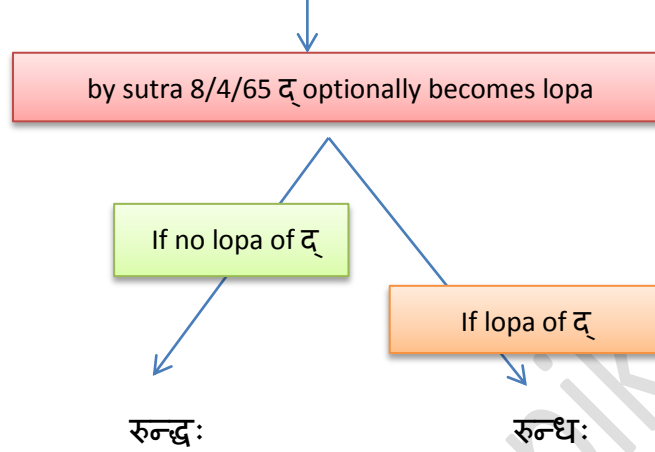 by sutra 8/4/65 द् optionally becomes lopa
If no lopa of द्
If lopa of द्
रुन्द्धः
रुन्धः